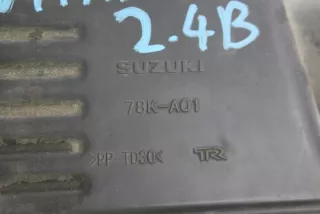 2.4B
SUZUKI
78K-A01
>PP-TD30<
TR